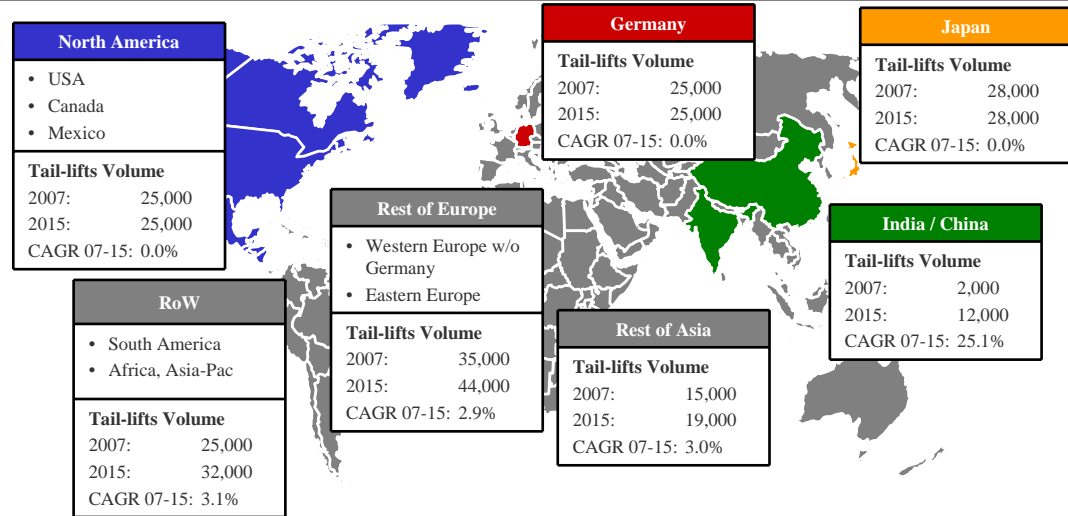 North America
• USA
• Canada
• Mexico
Tail-lifts Volume
2007: 25,000
2015: 25,000
CAGR 07-15: 0.0%
Germany
Tail-lifts Volume
2007: 25,000
2015: 25,000
CAGR 07-15: 0.0%
Japan
Tail-lifts Volume
2007: 28,000
2015: 28,000
CAGR 07-15: 0.0%
Rest of Europe
• Western Europe w/o
Germany
• Eastern Europe
Tail-lifts Volume
2007: 35,000
2015: 44,000
CAGR 07-15: 2.9%
India / China
Tail-lifts Volume
2007: 2,000
2015: 12,000
CAGR 07-15: 25.1%
RoW
• South America
• Africa, Asia-Pac
Tail-lifts Volume
2007: 25,000
2015: 32,000
CAGR 07-15: 3.1%
Rest of Asia
Tail-lifts Volume
2007: 15,000
2015: 19,000
CAGR 07-15: 3.0%